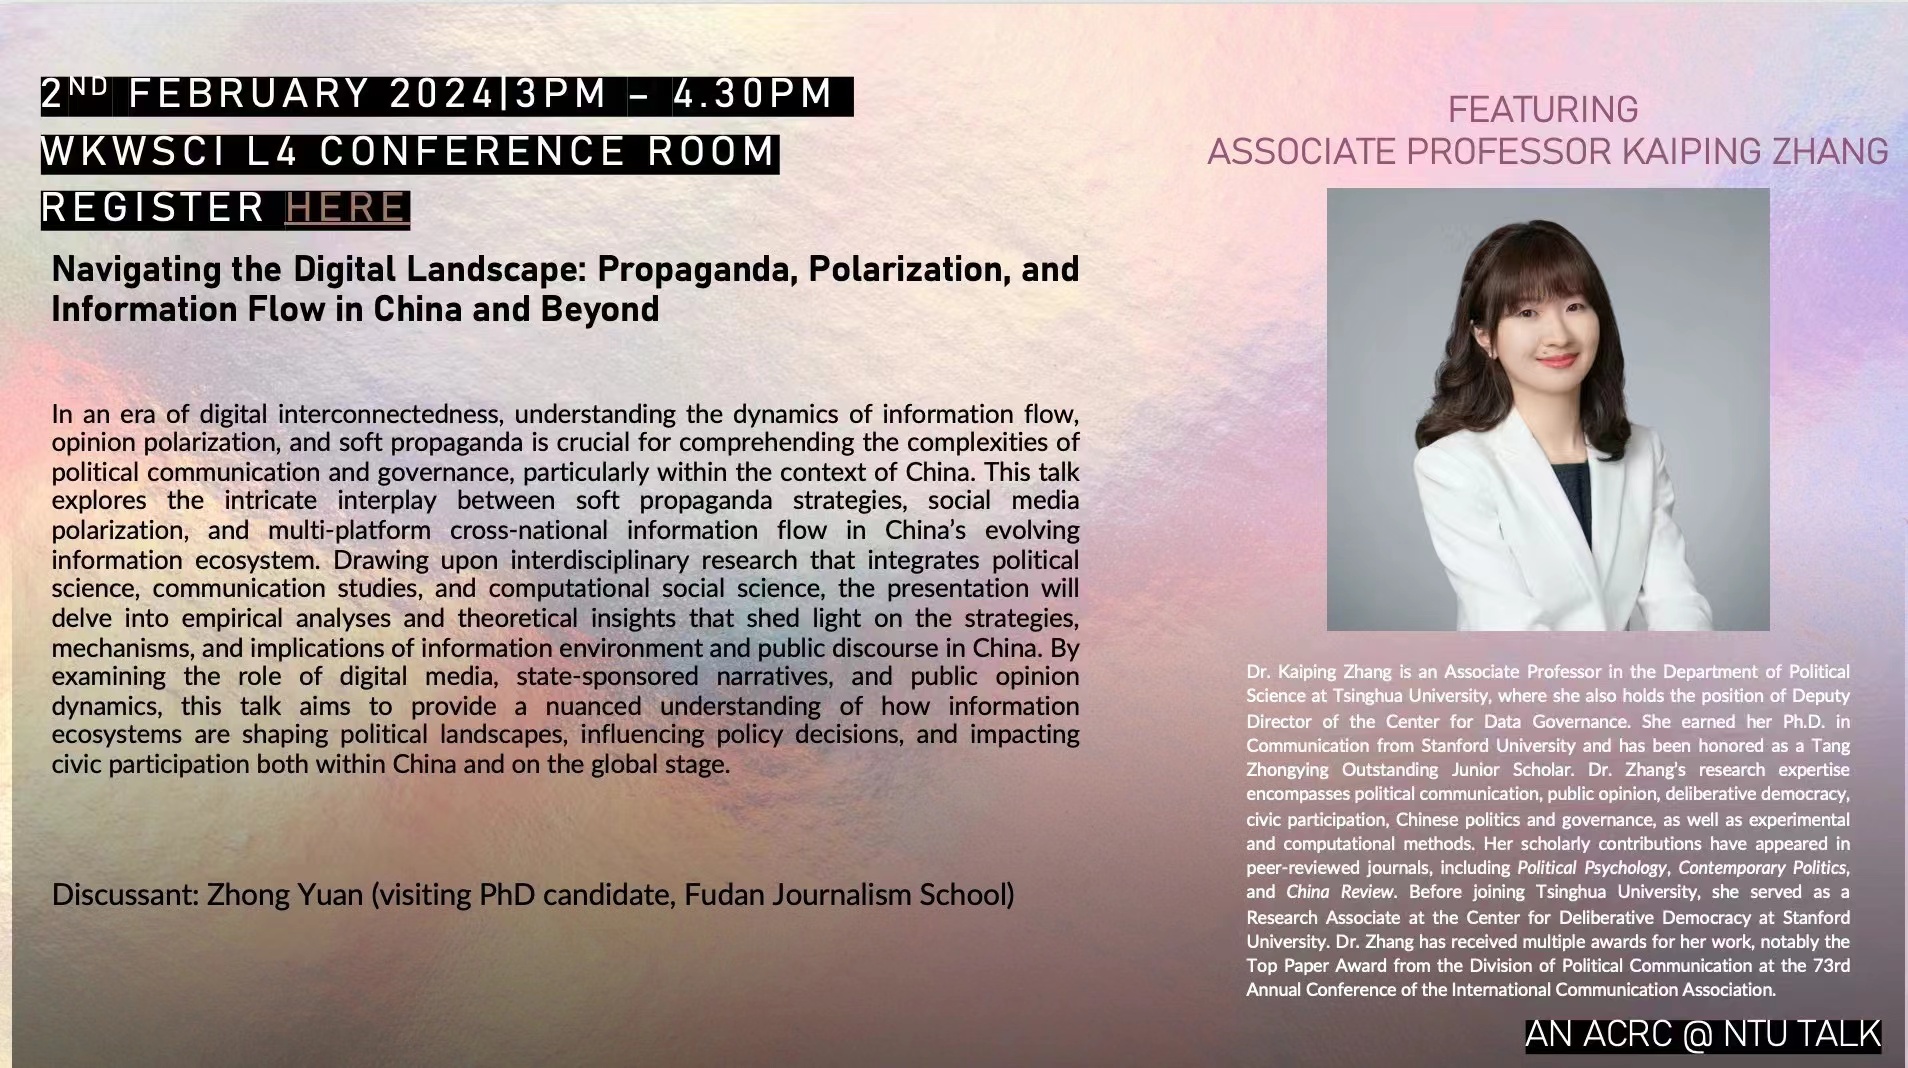 2ND FEBRUARY 2024|3PM – 4.30PM
WKWSCI L4 CONFERENCE ROOM
REGISTER HERE
Navigating the Digital Landscape: Propaganda, Polarization, and
Information Flow in China and Beyond
In an era of digital interconnectedness, understanding the dynamics of information flow,
opinion polarization, and soft propaganda is crucial for comprehending the complexities of
political communication and governance, particularly within the context of China. This talk
explores the intricate interplay between soft propaganda strategies, social media
polarization, and multi-platform cross-national information flow in China’s evolving
information ecosystem. Drawing upon interdisciplinary research that integrates political
science, communication studies, and computational social science, the presentation will
delve into empirical analyses and theoretical insights that shed light on the strategies,
mechanisms, and implications of information environment and public discourse in China. By
examining the role of digital media, state-sponsored narratives, and public opinion
dynamics, this talk aims to provide a nuanced understanding of how information
ecosystems are shaping political landscapes, influencing policy decisions, and impacting
civic participation both within China and on the global stage.
Discussant: Zhong Yuan (visiting PhD candidate, Fudan Journalism School)
FEATURING
ASSOCIATE PROFESSOR KAIPING ZHANG
Dr. Kaiping Zhang is an Associate Professor in the Department of Political
Science at Tsinghua University, where she also holds the position of Deputy
Director of the Center for Data Governance. She earned her Ph.D. in
Communication from Stanford University and has been honored as a Tang
Zhongying Outstanding Junior Scholar. Dr. Zhang’s research expertise
encompasses political communication, public opinion, deliberative democracy,
civic participation, Chinese politics and governance, as well as experimental
and computational methods. Her scholarly contributions have appeared in
peer-reviewed journals, including Political Psychology, Contemporary Politics,
and China Review. Before joining Tsinghua University, she served as a
Research Associate at the Center for Deliberative Democracy at Stanford
University. Dr. Zhang has received multiple awards for her work, notably the
Top Paper Award from the Division of Political Communication at the 73rd
Annual Conference of the International Communication Association.
AN ACRC @ NTU TALK